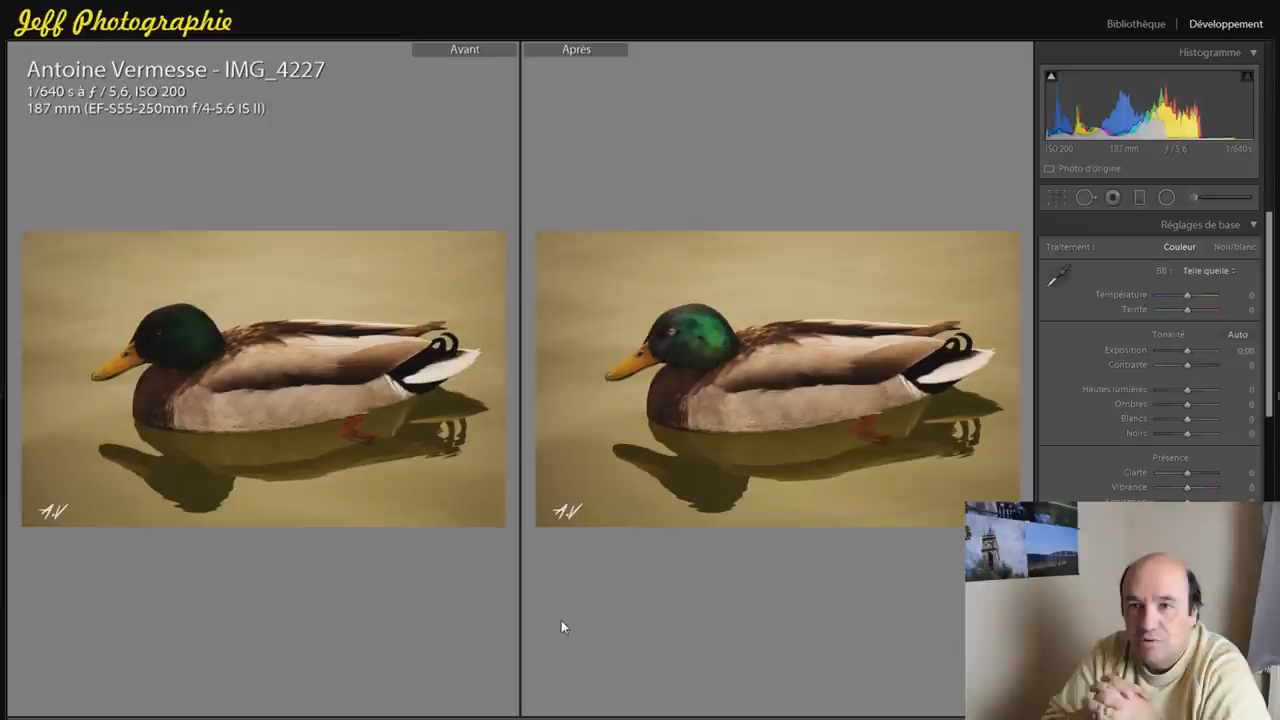 Jeff Photographie
Bibliothèque | Développement
Avant
Après
Histogramme
Antoine Vermesse - IMG_4227
1/640 s à ƒ / 5,6, ISO 200
187 mm (EF-S55-250mm f/4-5.6 IS II)
ISO 200 187 mm ƒ / 5,6 1/640 s
Photo d'origine
Réglages de base
Traitement : Couleur Noir/blanc
BB : Telle quelle
Température 0
Teinte 0
Tonalité Auto
Exposition 0,00
Contraste 0
Hautes lumières 0
Ombres 0
Blancs 0
Noirs 0
Présence
Clarté 0
Vibrance 0
A.V
A.V